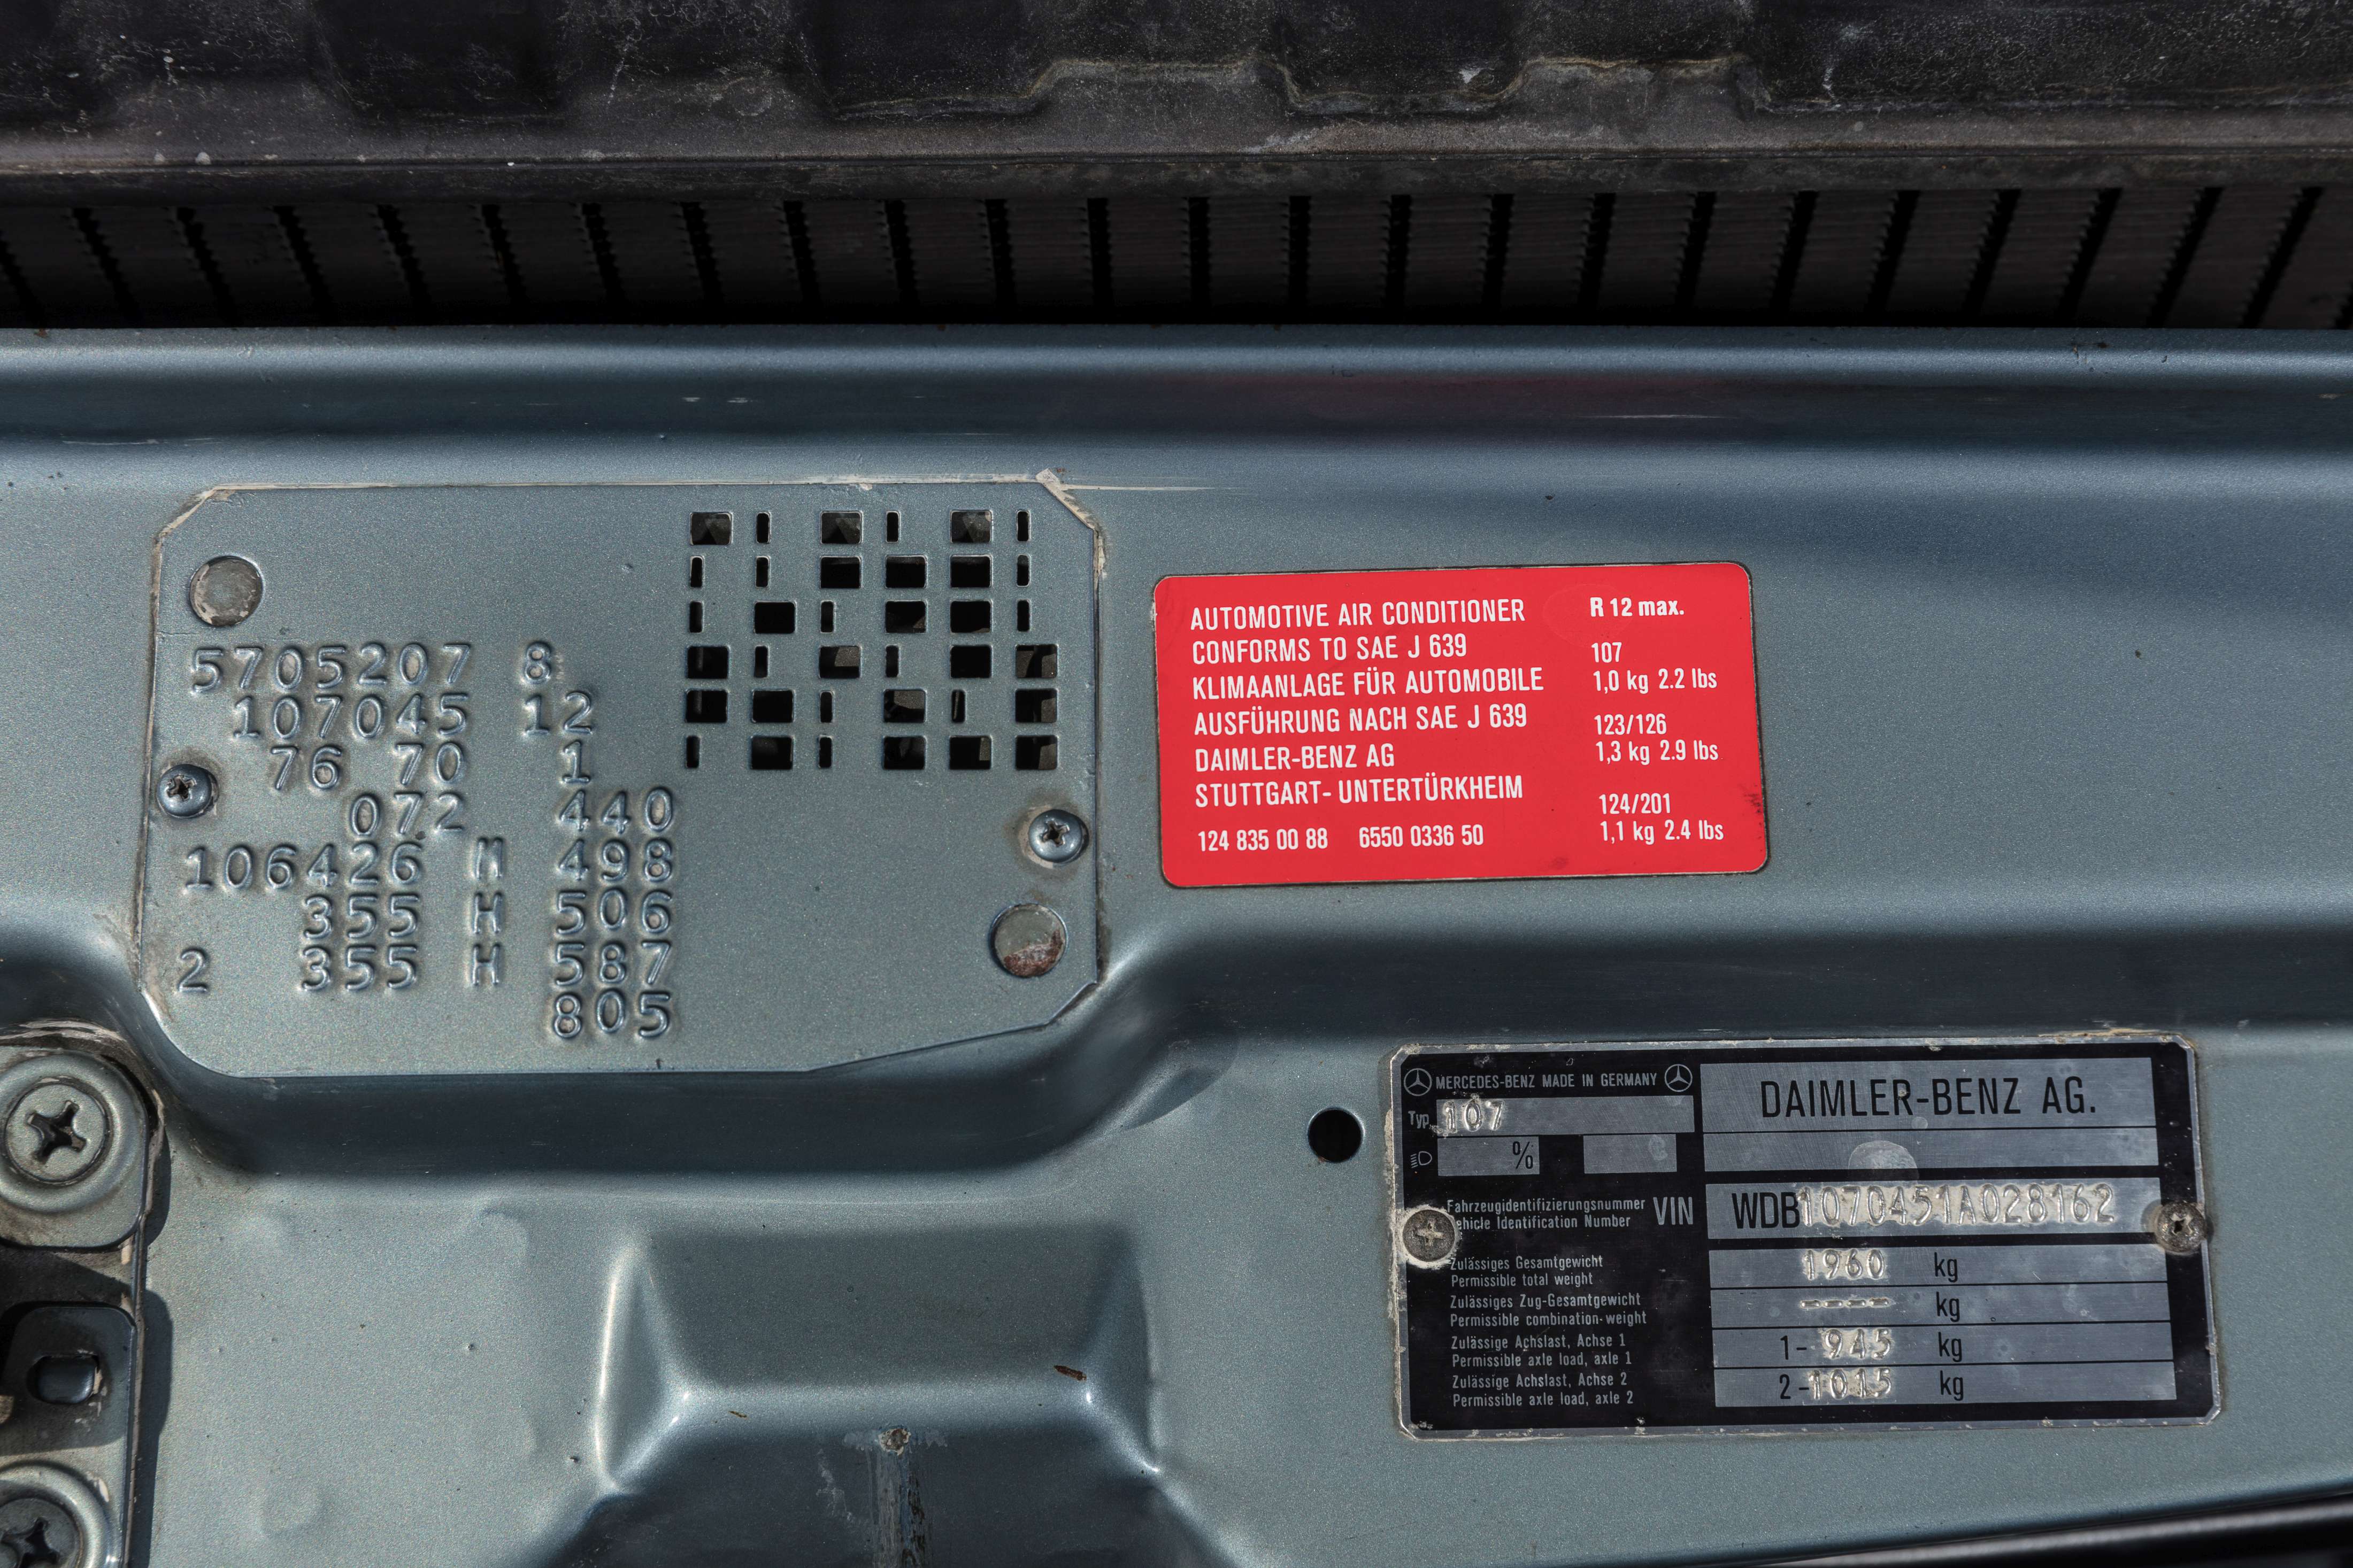 5705207 8
107045 12
76 70 1
072 440
106426 M 498
355 H 506
2 355 H 587
805
AUTOMOTIVE AIR CONDITIONER
CONFORMS TO SAE J 639
KLIMAANLAGE FÜR AUTOMOBILE
AUSFÜHRUNG NACH SAE J 639
DAIMLER-BENZ AG
STUTTGART- UNTERTÜRKHEIM
124 835 00 88 6550 0336 50
R 12 max.
107
1,0 kg 2.2 lbs
123/126
1,3 kg 2.9 lbs
124/201
1,1 kg 2.4 lbs
MERCEDES-BENZ MADE IN GERMANY
DAIMLER-BENZ AG.
Typ 107
%
Fahrzeugidentifizierungsnummer
Vehicle Identification Number
VIN WDB1070451A028162
Zulässiges Gesamtgewicht
Permissible total weight
1960 kg
Zulässiges Zug-Gesamtgewicht
Permissible combination-weight
---- kg
Zulässige Achslast, Achse 1
Permissible axle load, axle 1
1- 945 kg
Zulässige Achslast, Achse 2
Permissible axle load, axle 2
2 -1015 kg